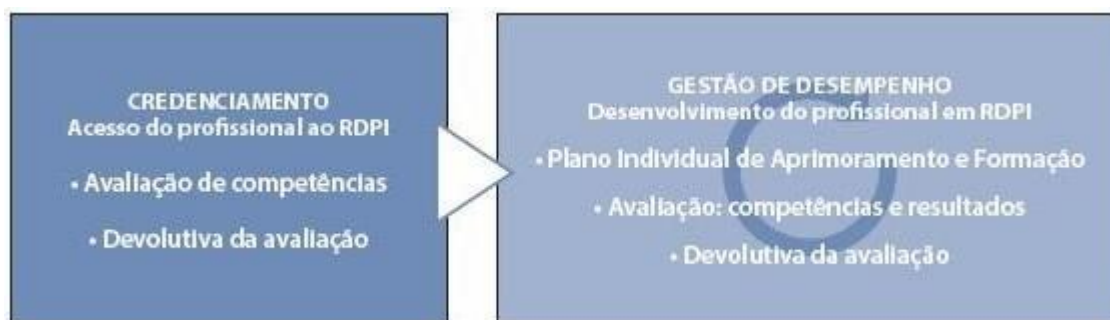 CREDENCIAMENTO
Acesso do profissional ao RDPI
• Avaliação de competências
• Devolutiva da avaliação
GESTÃO DE DESEMPENHO
Desenvolvimento do profissional em RDPI
• Plano Individual de Aprimoramento e Formação
• Avaliação: competências e resultados
• Devolutiva da avaliação